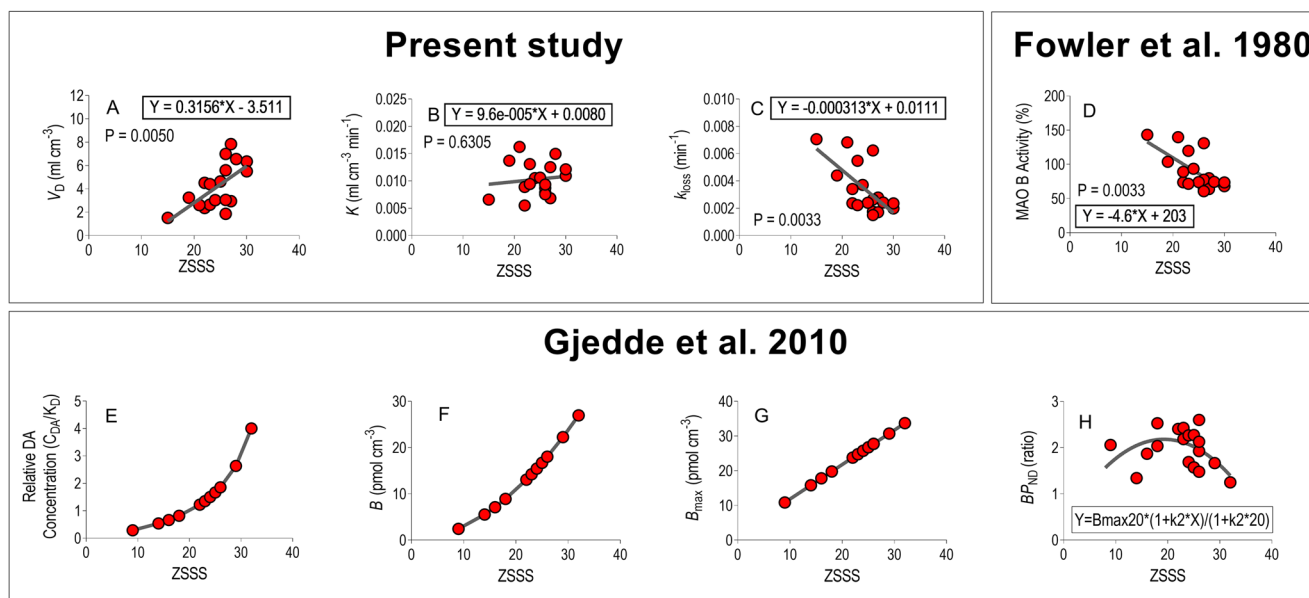 Present study
Fowler et al. 1980
A
Y = 0.3156*X - 3.511
P = 0.0050
V_D (ml cm⁻³)
12
10
8
6
4
2
0
0 10 20 30 40
ZSSS
B
Y = 9.6e-005*X + 0.0080
P = 0.6305
K (ml cm⁻³ min⁻¹)
0.025
0.020
0.015
0.010
0.005
0.000
0 10 20 30 40
ZSSS
C
Y = -0.000313*X + 0.0111
P = 0.0033
k_loss (min⁻¹)
0.010
0.008
0.006
0.004
0.002
0.000
0 10 20 30 40
ZSSS
D
MAO B Activity (%)
200
150
100
50
0
P = 0.0033
Y = -4.6*X + 203
0 10 20 30 40
ZSSS
Gjedde et al. 2010
E
Relative DA
Concentration (C_DA/K_D)
5
4
3
2
1
0
0 10 20 30 40
ZSSS
F
B (pmol cm⁻³)
30
20
10
0
0 10 20 30 40
ZSSS
G
B_max (pmol cm⁻³)
40
30
20
10
0
0 10 20 30 40
ZSSS
H
BP_ND (ratio)
3
2
1
0
Y=Bmax20*(1+k2*X)/(1+k2*20)
0 10 20 30 40
ZSSS